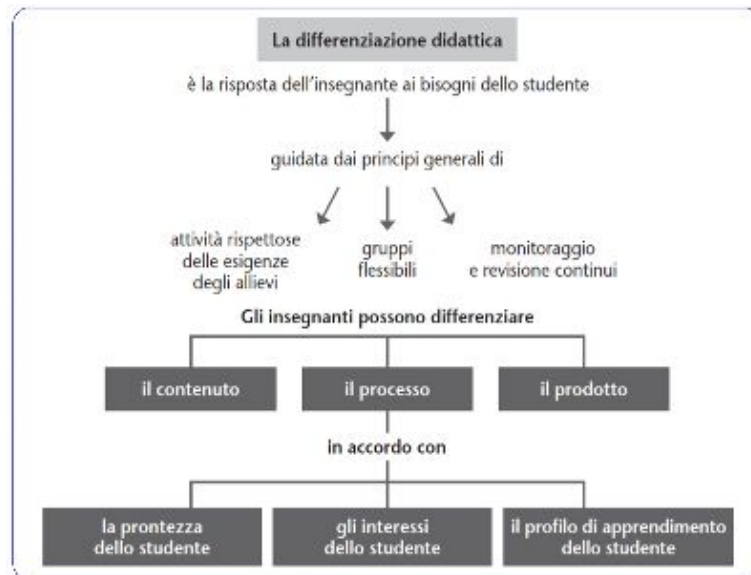 La differenziazione didattica
è la risposta dell'insegnante ai bisogni dello studente
guidata dai principi generali di
attività rispettose
delle esigenze
degli allievi
gruppi
flessibili
monitoraggio
e revisione continui
Gli insegnanti possono differenziare
il contenuto
il processo
il prodotto
in accordo con
la prontezza
dello studente
gli interessi
dello studente
il profilo di apprendimento
dello studente